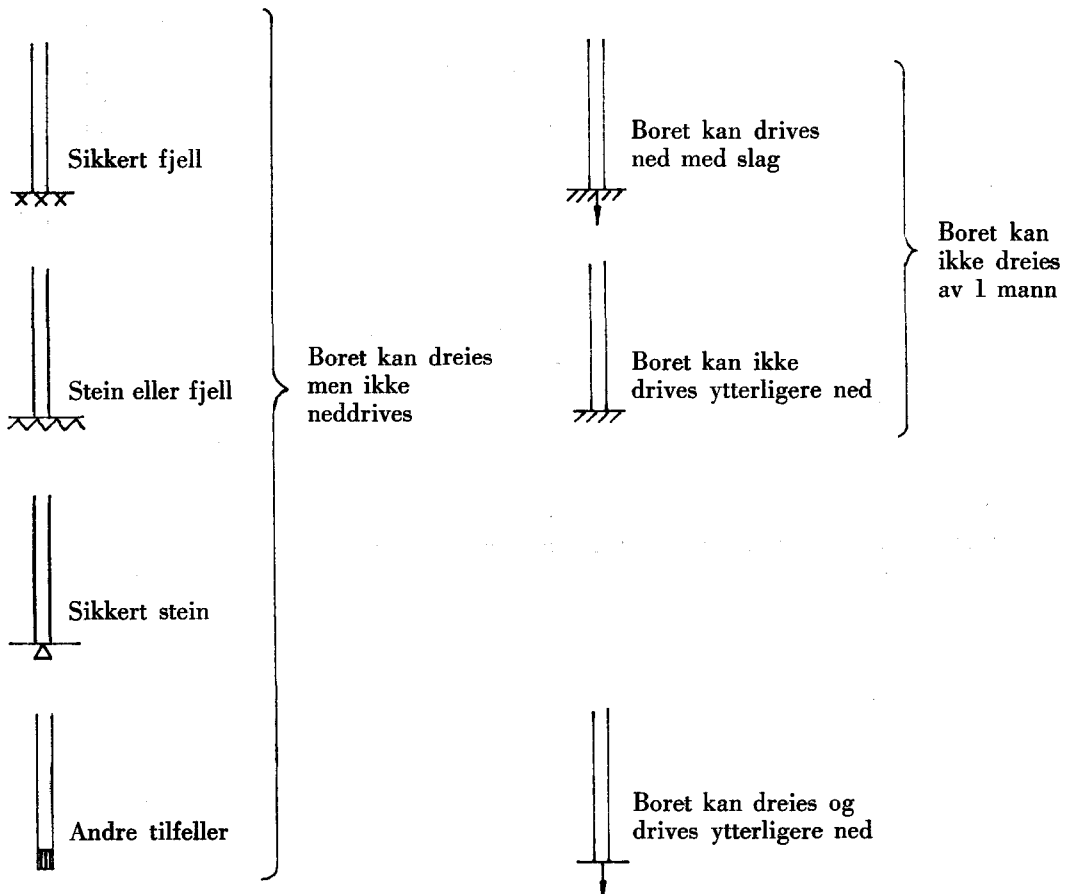 Sikkert fjell
Stein eller fjell
Sikkert stein
Andre tilfeller
Boret kan dreies
men ikke
neddrives
Boret kan drives
ned med slag
Boret kan ikke
drives ytterligere ned
Boret kan
ikke dreies
av 1 mann
Boret kan dreies og
drives ytterligere ned